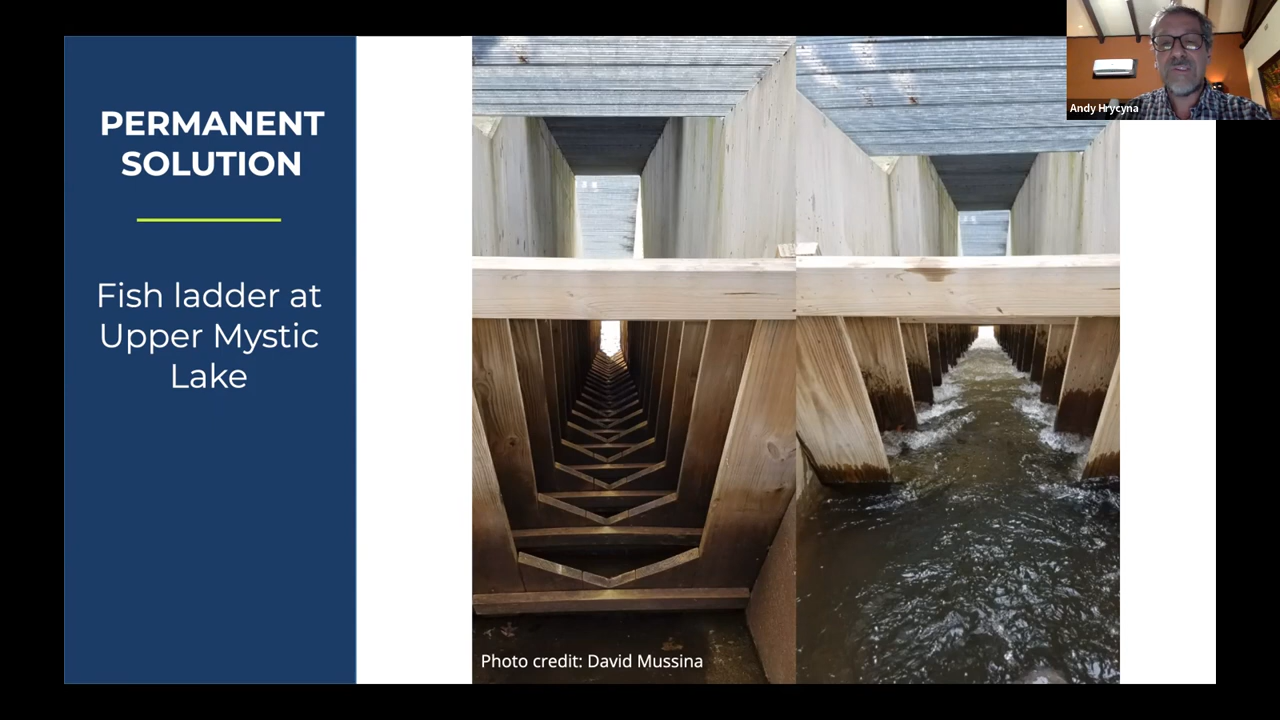 PERMANENT
SOLUTION
Fish ladder at
Upper Mystic
Lake
Photo credit: David Mussina
Andy Hrycyna